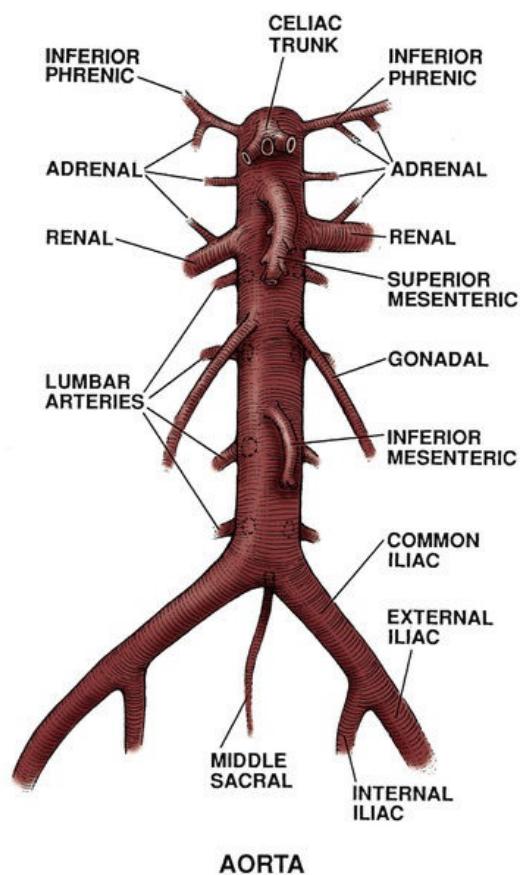 CELIAC
TRUNK
INFERIOR
PHRENIC
INFERIOR
PHRENIC
ADRENAL
ADRENAL
RENAL
RENAL
SUPERIOR
MESENTERIC
GONADAL
LUMBAR
ARTERIES
INFERIOR
MESENTERIC
COMMON
ILIAC
EXTERNAL
ILIAC
MIDDLE
SACRAL
INTERNAL
ILIAC
AORTA